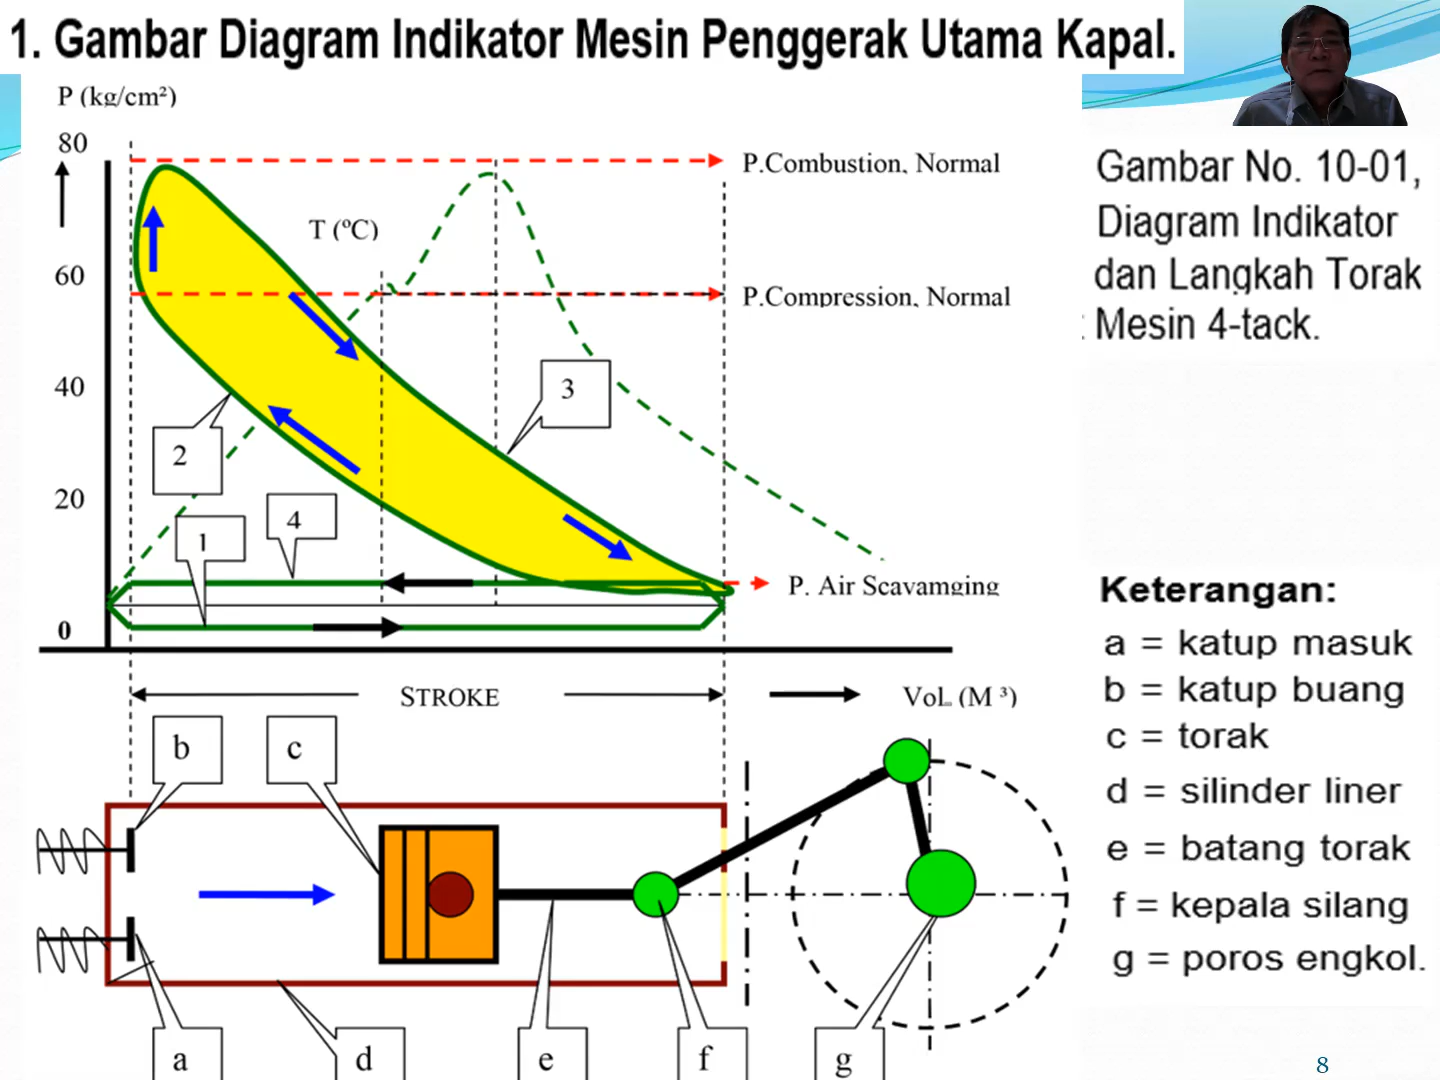 1. Gambar Diagram Indikator Mesin Penggerak Utama Kapal.
P (kg/cm²)
80
P.Combustion, Normal
T (ºC)
60
P.Compression, Normal
40
3
2
20
4
1
P. Air Scavamging
0
STROKE
Vol. (M ³)
b
c
a
d
e
f
g
Gambar No. 10-01,
Diagram Indikator
dan Langkah Torak
Mesin 4-tack.
Keterangan:
a = katup masuk
b = katup buang
c = torak
d = silinder liner
e = batang torak
f = kepala silang
g = poros engkol.
8